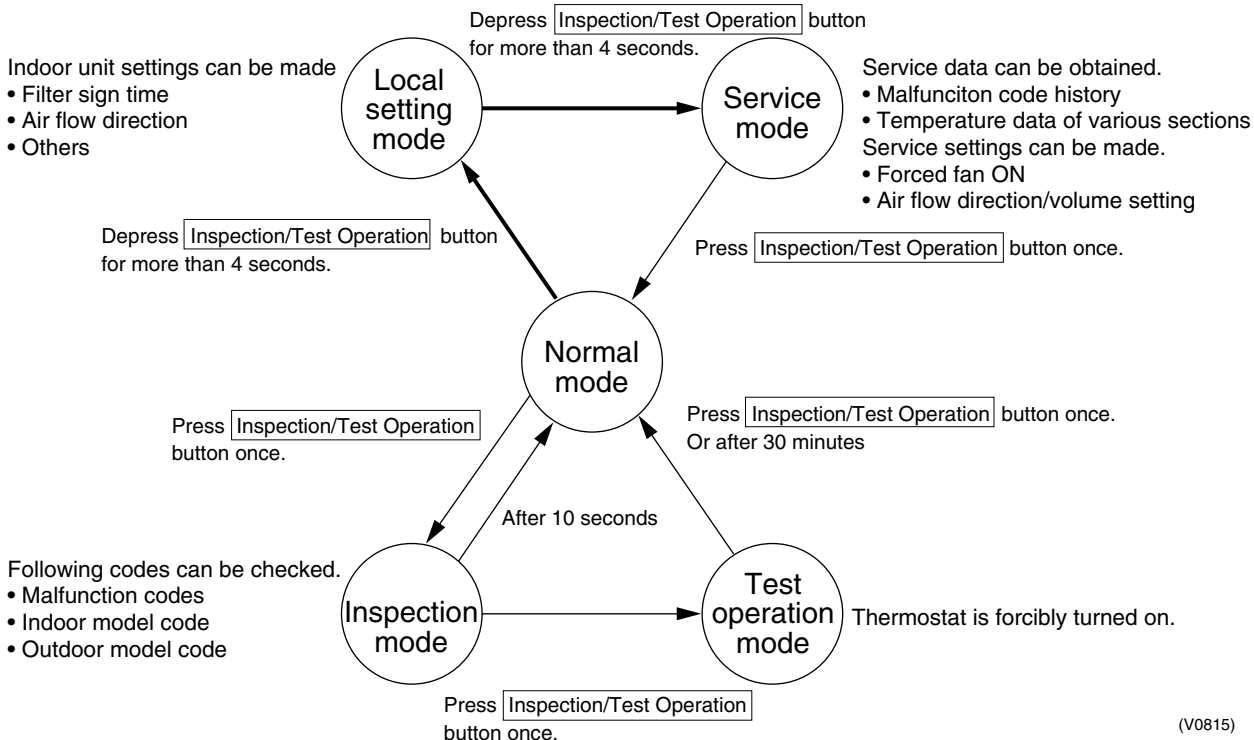 Depress Inspection/Test Operation button
for more than 4 seconds.
Indoor unit settings can be made
• Filter sign time
• Air flow direction
• Others
Local
setting
mode
Service
mode
Service data can be obtained.
• Malfunciton code history
• Temperature data of various sections
Service settings can be made.
• Forced fan ON
• Air flow direction/volume setting
Depress Inspection/Test Operation button
for more than 4 seconds.
Press Inspection/Test Operation button once.
Normal
mode
Press Inspection/Test Operation
button once.
Press Inspection/Test Operation button once.
Or after 30 minutes
After 10 seconds
Following codes can be checked.
• Malfunction codes
• Indoor model code
• Outdoor model code
Inspection
mode
Test
operation
mode
Thermostat is forcibly turned on.
Press Inspection/Test Operation
button once.
(V0815)